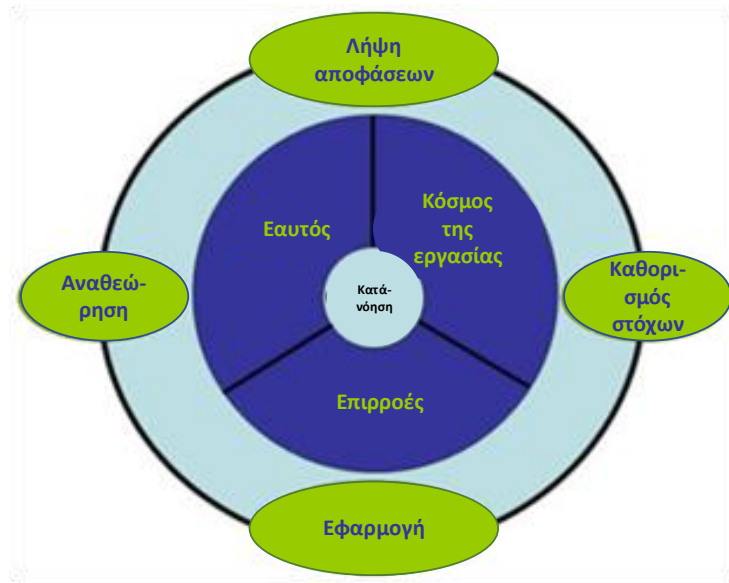 Λήψη
αποφάσεων
Εαυτός
Κόσμος
της
εργασίας
Αναθεώ-
ρηση
Κατά-
νόηση
Καθορι-
σμός
στόχων
Επιρροές
Εφαρμογή